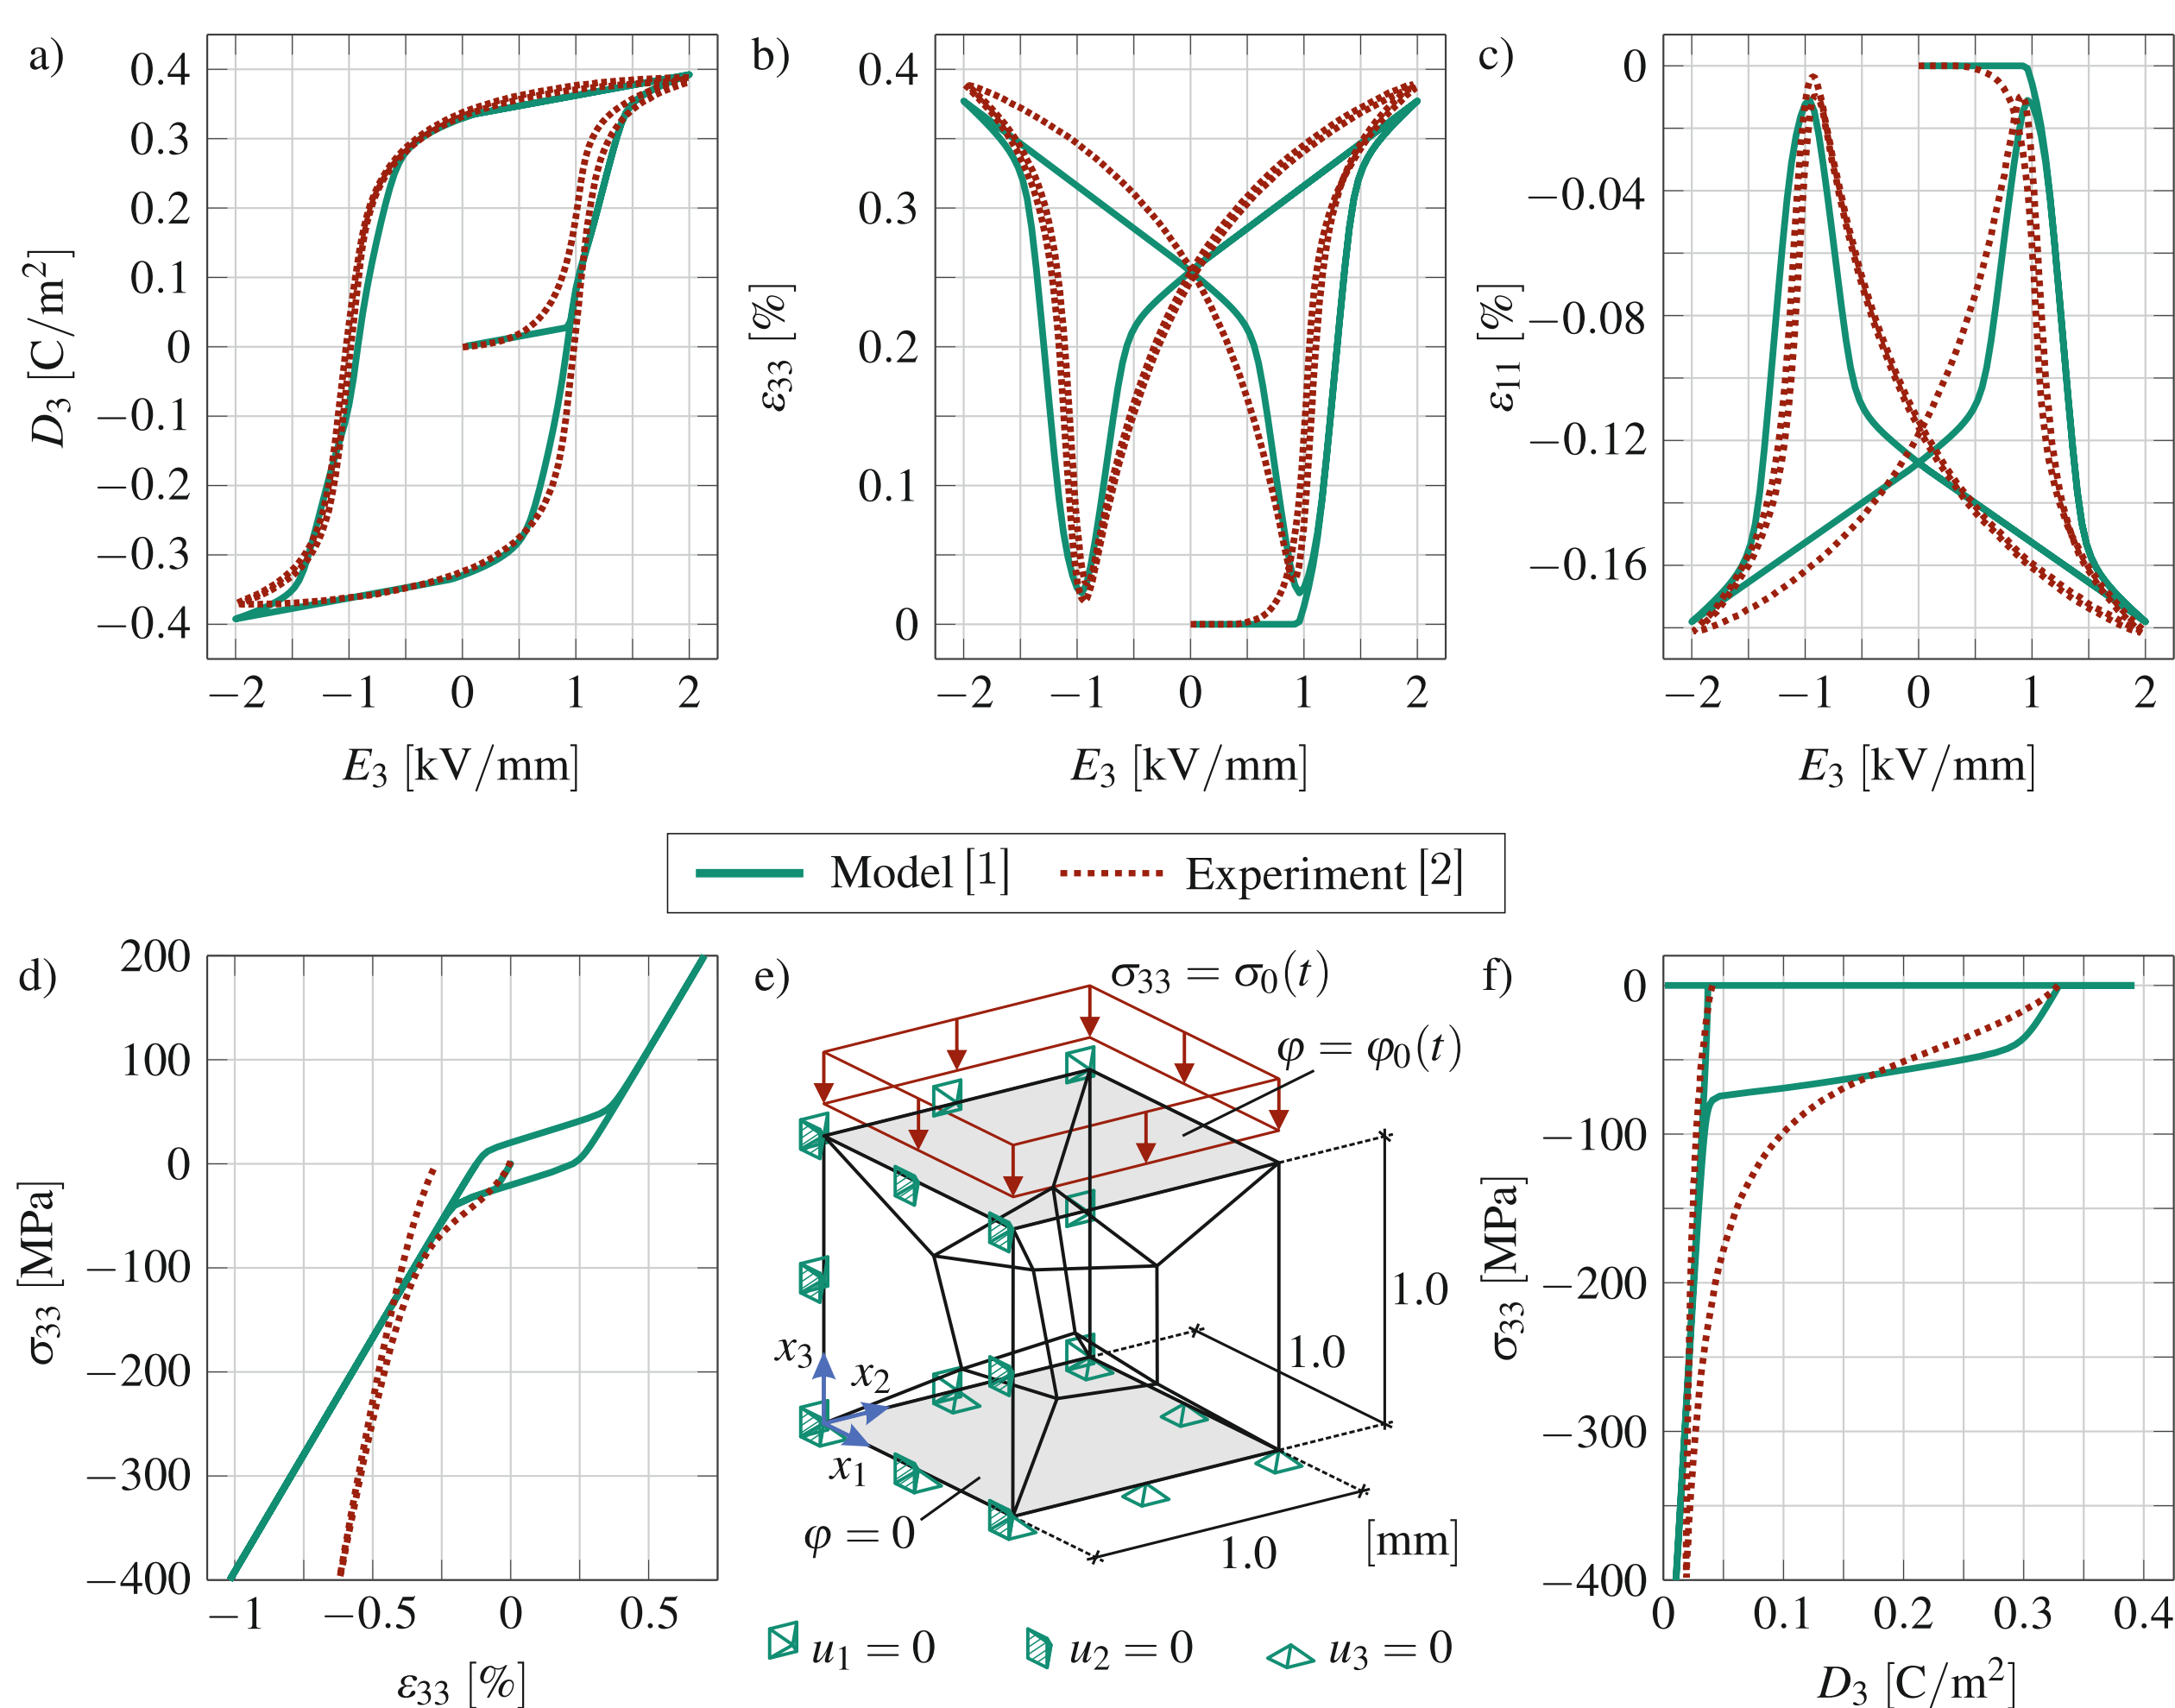 a)
0.4
0.3
0.2
0.1
0
−0.1
−0.2
−0.3
−0.4
D3 [C/m²]
−2 −1 0 1 2
E3 [kV/mm]
b)
0.4
0.3
0.2
0.1
0
ε33 [%]
−2 −1 0 1 2
E3 [kV/mm]
c)
0
−0.04
−0.08
−0.12
−0.16
ε11 [%]
−2 −1 0 1 2
E3 [kV/mm]
Model [1] Experiment [2]
d)
200
100
0
−100
−200
−300
−400
σ33 [MPa]
−1 −0.5 0 0.5
ε33 [%]
e)
σ33 = σ0(t)
φ = φ0(t)
1.0
1.0
x3
x2
x1
φ = 0
1.0
[mm]
u1 = 0 u2 = 0 u3 = 0
f)
0
−100
−200
−300
−400
σ33 [MPa]
0 0.1 0.2 0.3 0.4
D3 [C/m²]